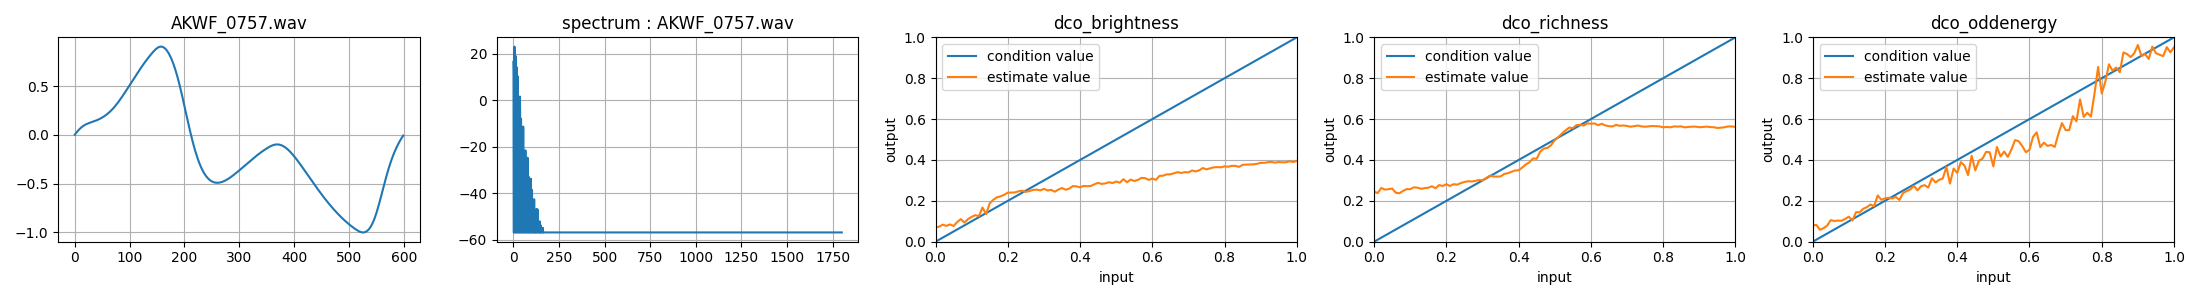 AKWF_0757.wav
0.5
0.0
−0.5
−1.0
0 100 200 300 400 500 600
spectrum : AKWF_0757.wav
20
0
−20
−40
−60
0 250 500 750 1000 1250 1500 1750
dco_brightness
condition value
estimate value
1.0
0.8
0.6
0.4
0.2
0.0
output
0.0 0.2 0.4 0.6 0.8 1.0
input
dco_richness
condition value
estimate value
1.0
0.8
0.6
0.4
0.2
0.0
output
0.0 0.2 0.4 0.6 0.8 1.0
input
dco_oddenergy
condition value
estimate value
1.0
0.8
0.6
0.4
0.2
0.0
output
0.0 0.2 0.4 0.6 0.8 1.0
input